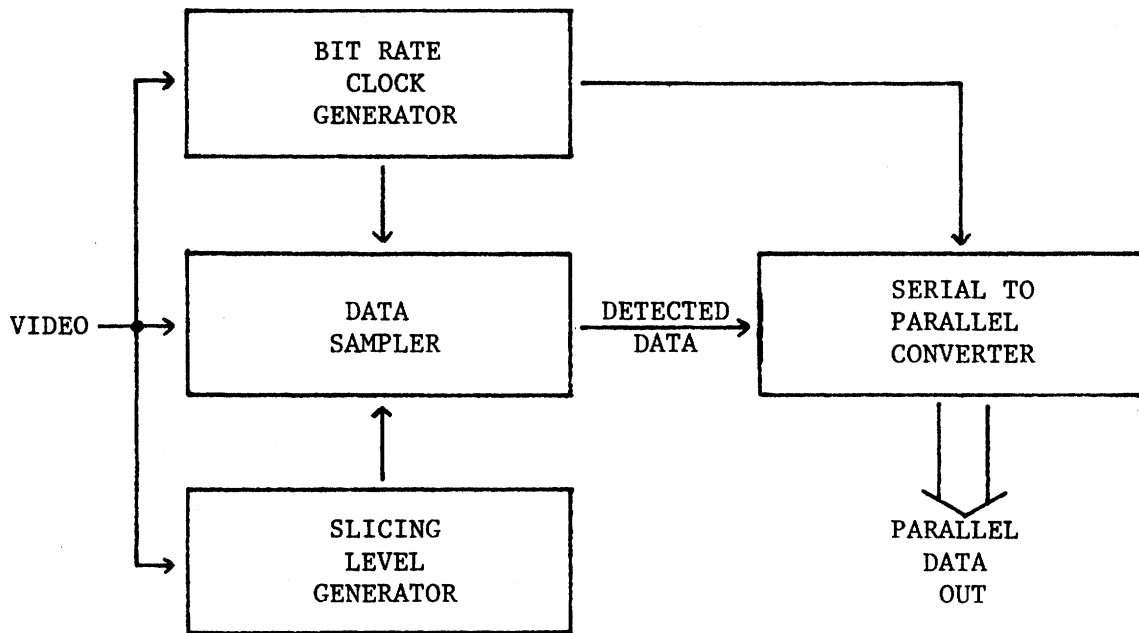 BIT RATE
CLOCK
GENERATOR
VIDEO
DATA
SAMPLER
DETECTED
DATA
SERIAL TO
PARALLEL
CONVERTER
SLICING
LEVEL
GENERATOR
PARALLEL
DATA
OUT